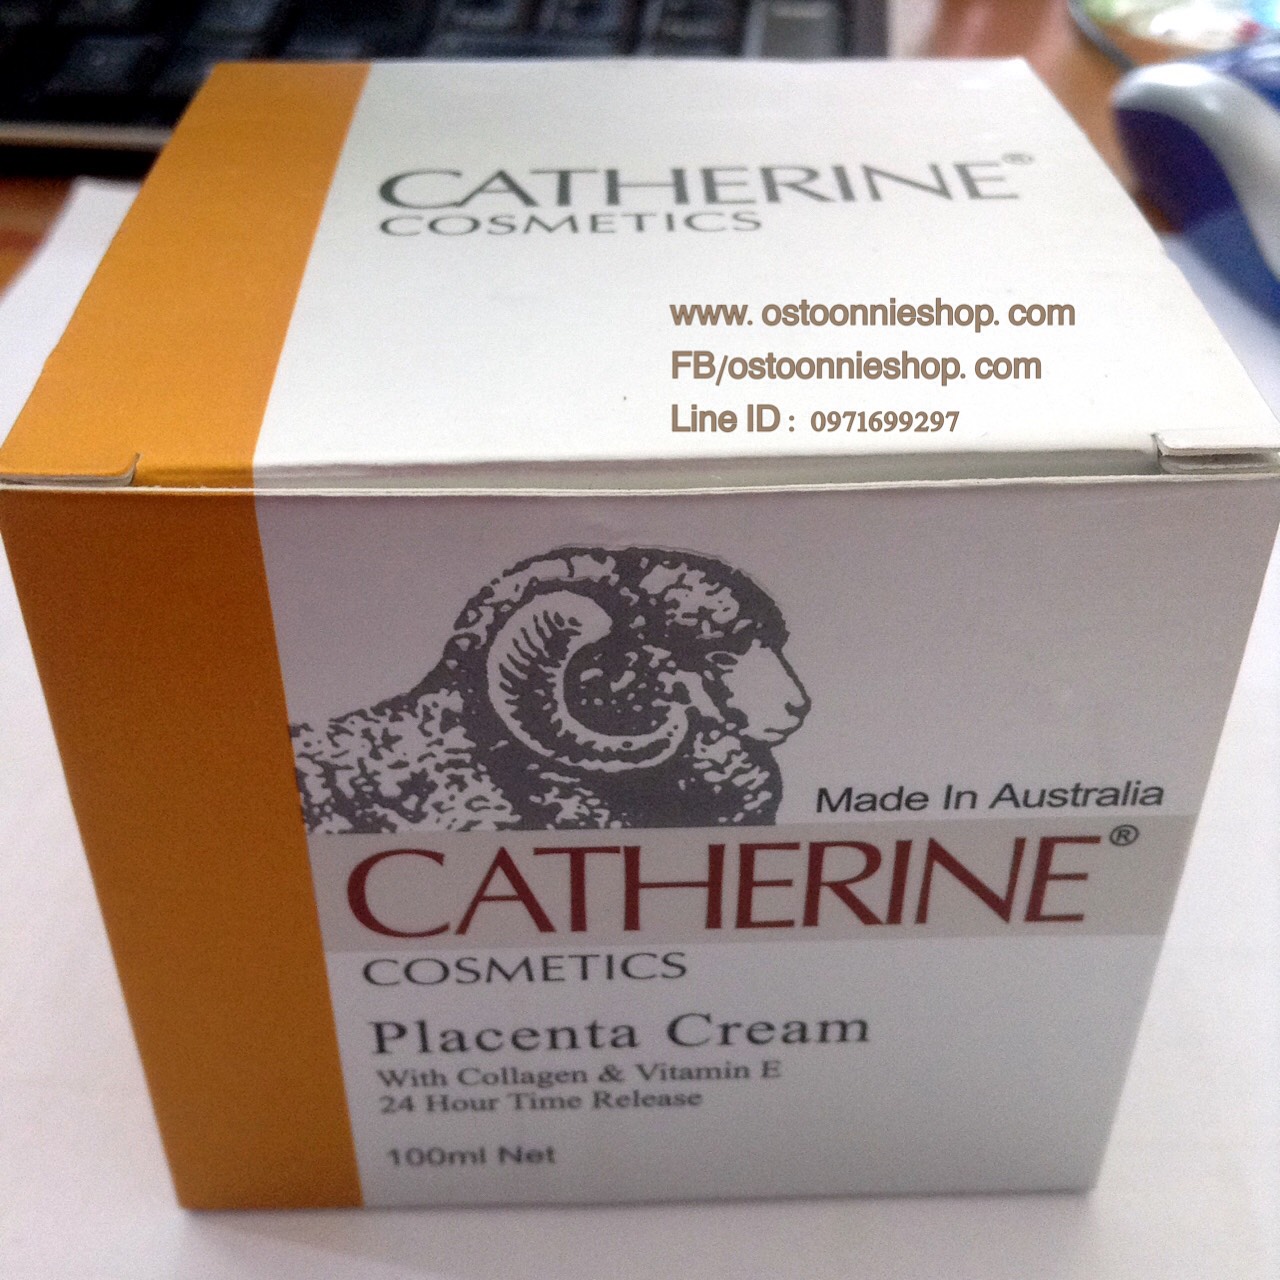 CATHERINE®
COSMETICS
www. ostoonnieshop. com
FB/ostoonnieshop. com
Line ID : 0971699297
Made In Australia
CATHERINE®
COSMETICS
Placenta Cream
With Collagen & Vitamin E
24 Hour Time Release
100ml Net